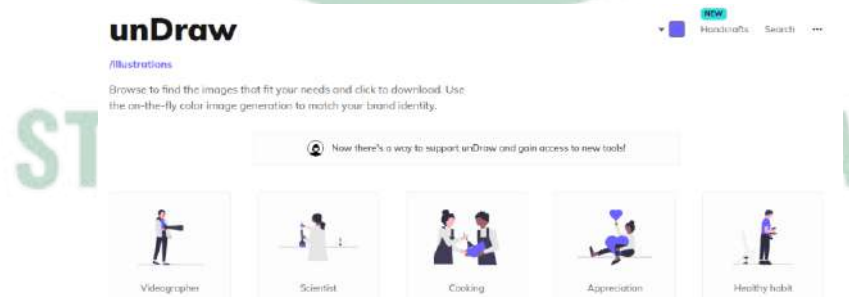 unDraw
NEW
Handcrafts Search ...
/illustrations
Browse to find the images that fit your needs and click to download. Use
the on-the-fly color image generation to match your brand identity.
ST
Now there's a way to support unDraw and gain access to new tools!
Videographer Scientist Cooking Appreciation Healthy habit